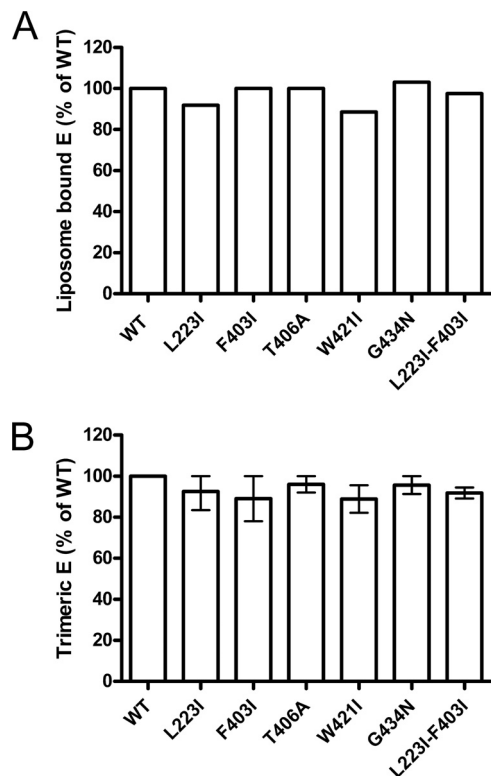 A
Liposome bound E (% of WT)
120
100
80
60
40
20
0
WT
L223I
F403I
T406A
W421I
G434N
L223I-F403I
B
Trimeric E (% of WT)
120
100
80
60
40
20
0
WT
L223I
F403I
T406A
W421I
G434N
L223I-F403I